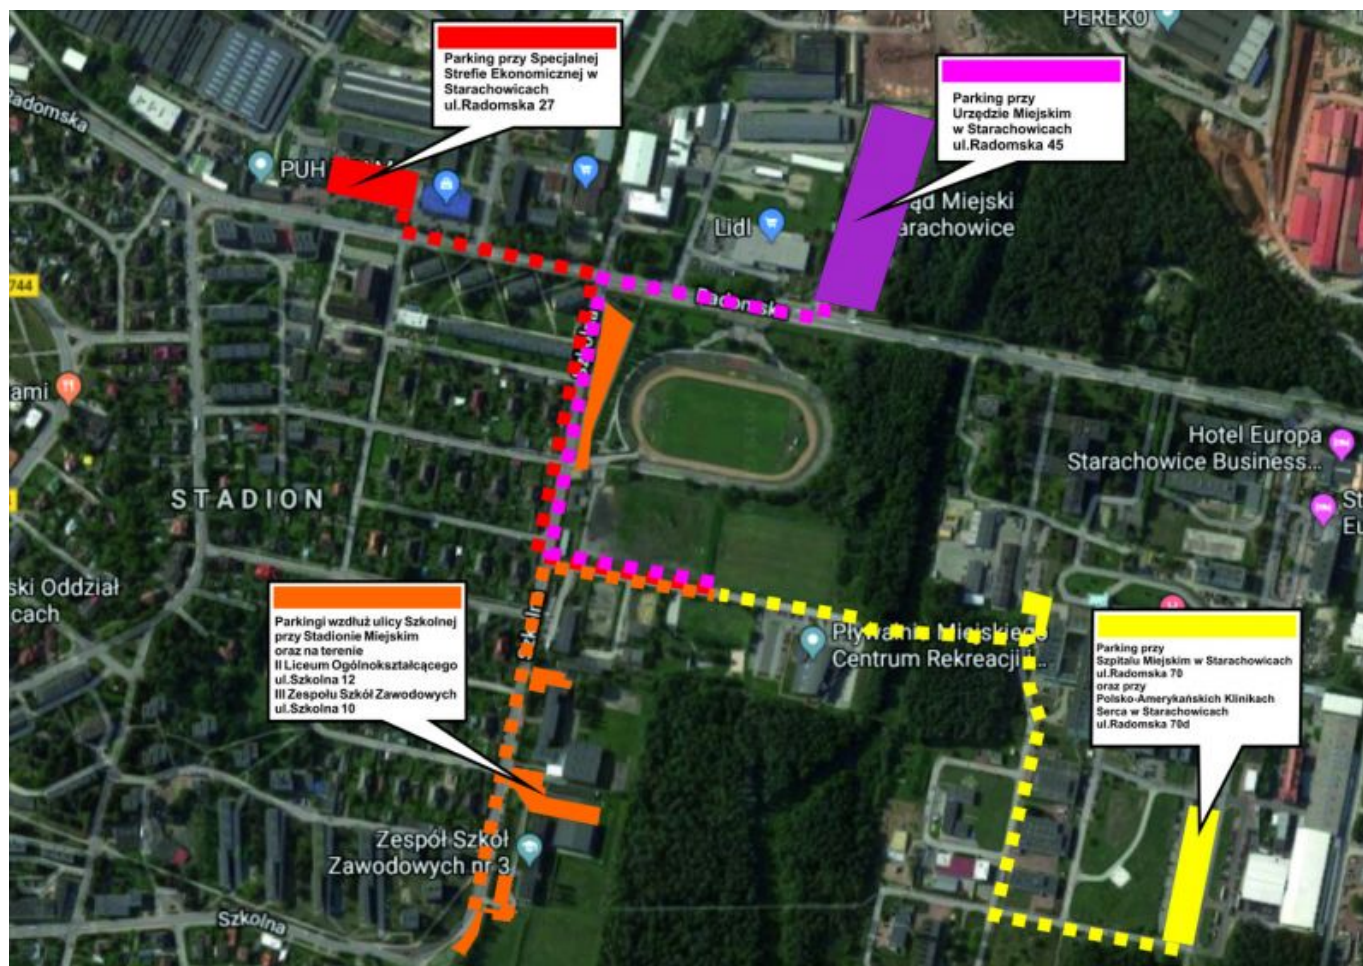 PEREKO
Parking przy Specjalnej
Strefie Ekonomicznej w
Starachowicach
ul.Radomska 27
Parking przy
Urzędzie Miejskim
w Starachowicach
ul.Radomska 45
Radomska
PUH
Lidl
ąd Miejski
arachowice
744
Radomsk
ami
Hotel Europa
Starachowice Business...
St
Eu
STADION
ski Oddział
cach
Parkingi wzdłuż ulicy Szkolnej
przy Stadionie Miejskim
oraz na terenie
II Liceum Ogólnokształcącego
ul.Szkolna 12
III Zespołu Szkół Zawodowych
ul.Szkolna 10
Pływalnia Miejskiego
Centrum Rekreacji i...
Parking przy
Szpitalu Miejskim w Starachowicach
ul.Radomska 70
oraz przy
Polsko-Amerykańskich Klinikach
Serca w Starachowicach
ul.Radomska 70d
Zespół Szkół
Zawodowych nr 3
Szkolna